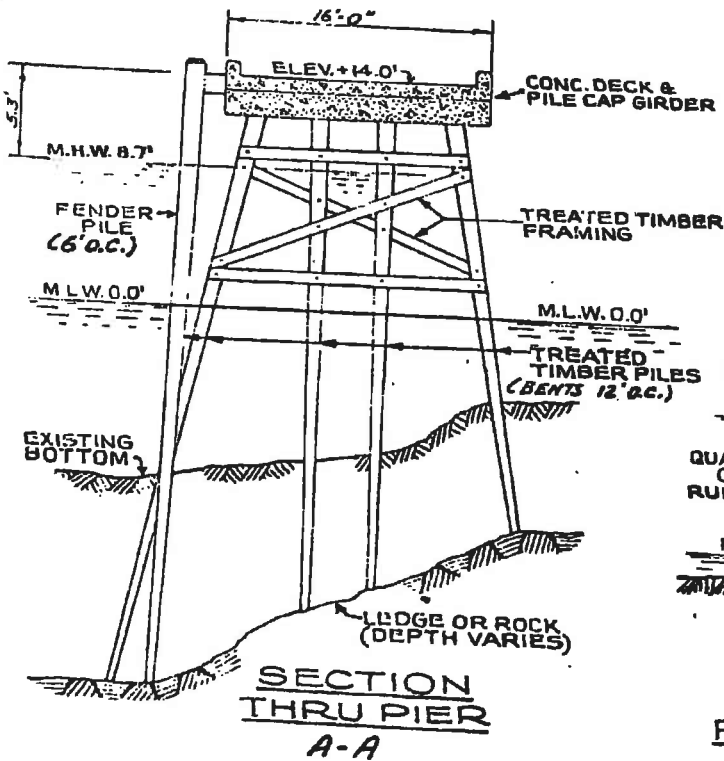 16'-0"
ELEV. +14.0'
CONC. DECK &
PILE CAP GIRDER
5.3'
M.H.W. 8.7'
FENDER
PILE
(6' O.C.)
TREATED TIMBER
FRAMING
M L.W. 0.0'
M.L.W. 0.0'
TREATED
TIMBER PILES
(BENTS 12' O.C.)
EXISTING
BOTTOM
LEDGE OR ROCK
(DEPTH VARIES)
SECTION
THRU PIER
A-A